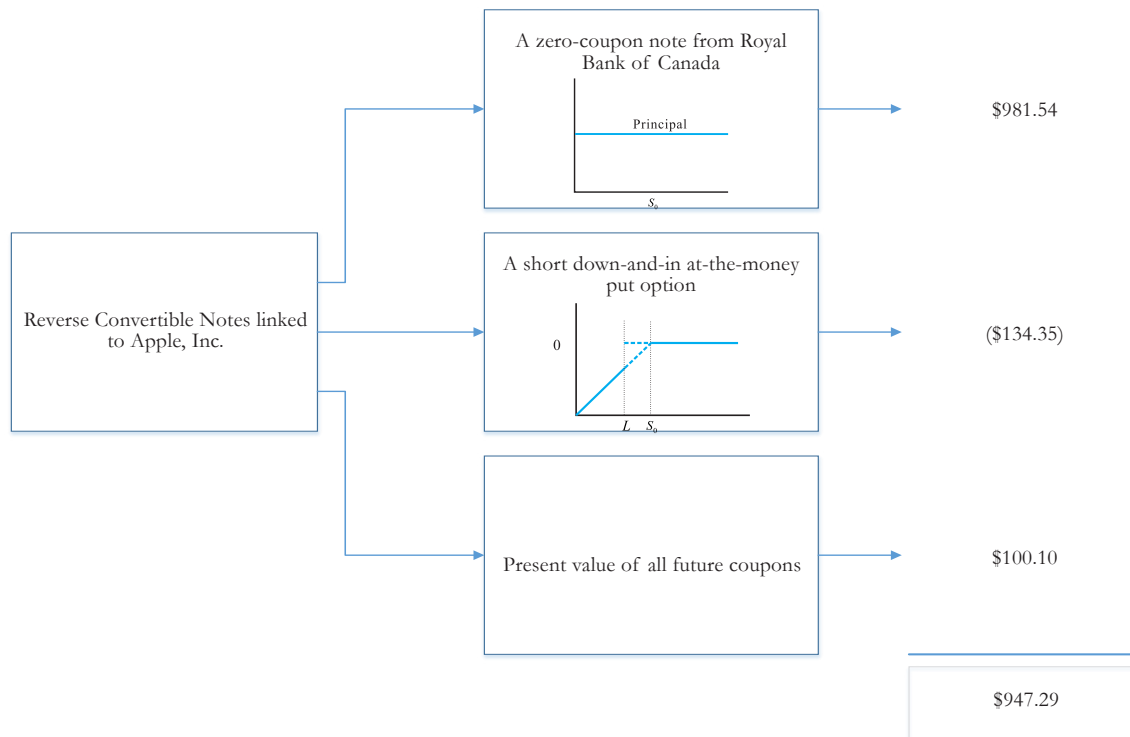 A zero-coupon note from Royal
Bank of Canada
Principal
S₀
$981.54
Reverse Convertible Notes linked
to Apple, Inc.
A short down-and-in at-the-money
put option
0
L S₀
($134.35)
Present value of all future coupons
$100.10
$947.29